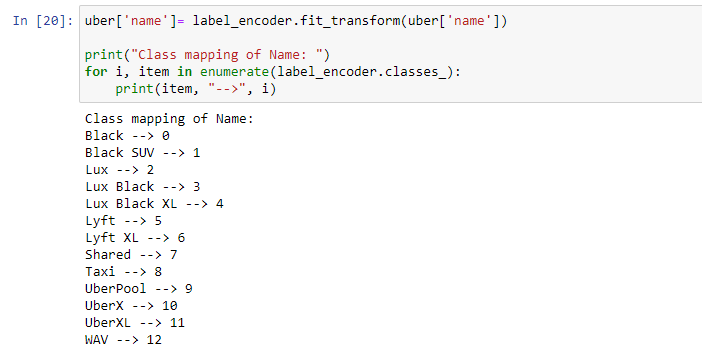 In [20]: uber['name']= label_encoder.fit_transform(uber['name'])
print("Class mapping of Name: ")
for i, item in enumerate(label_encoder.classes_):
    print(item, "-->", i)
Class mapping of Name:
Black --> 0
Black SUV --> 1
Lux --> 2
Lux Black --> 3
Lux Black XL --> 4
Lyft --> 5
Lyft XL --> 6
Shared --> 7
Taxi --> 8
UberPool --> 9
UberX --> 10
UberXL --> 11
WAV --> 12